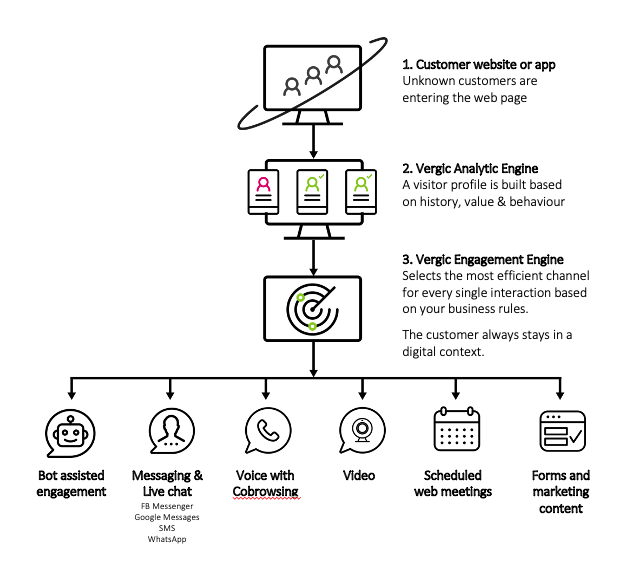 1. Customer website or app
Unknown customers are
entering the web page
2. Vergic Analytic Engine
A visitor profile is built based
on history, value & behaviour
3. Vergic Engagement Engine
Selects the most efficient channel
for every single interaction based
on your business rules.
The customer always stays in a
digital context.
Bot assisted
engagement
Messaging &
Live chat
FB Messenger
Google Messages
SMS
WhatsApp
Voice with
Cobrowsing
Video
Scheduled
web meetings
Forms and
marketing
content